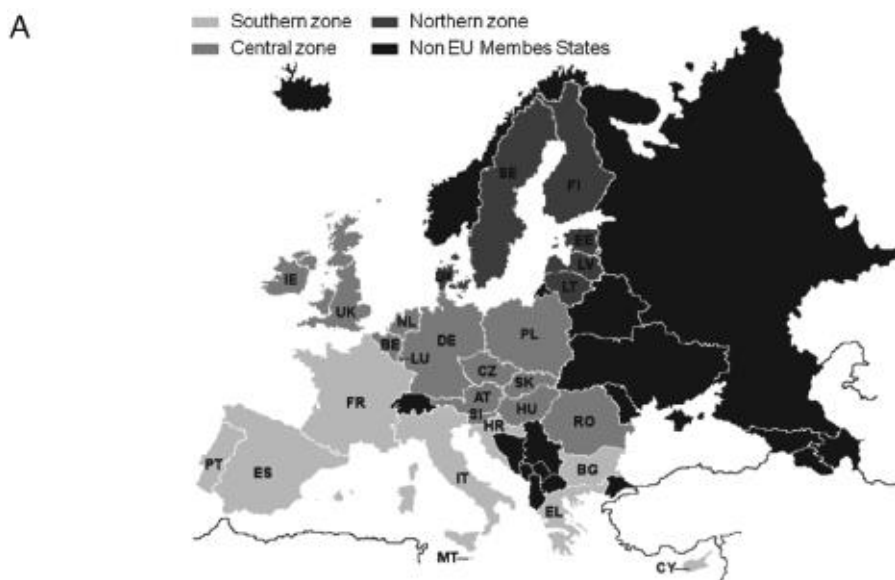 A
Southern zone
Northern zone
Central zone
Non EU Membes States
SE
FI
EE
LV
LT
IE
UK
NL
DE
PL
BE
LU
CZ
SK
AT
HU
SI
FR
HR
RO
PT
ES
IT
BG
EL
MT
CY